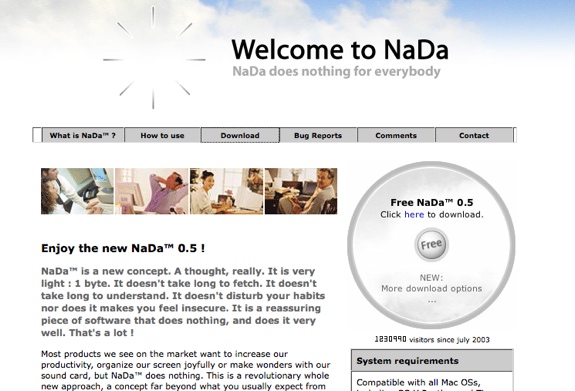 Welcome to NaDa
NaDa does nothing for everybody
What is NaDa™ ?
How to use
Download
Bug Reports
Comments
Contact
Free NaDa™ 0.5
Click here to download.
Free
NEW:
More download options
...
1230990 visitors since july 2003
Enjoy the new NaDa™ 0.5 !
NaDa™ is a new concept. A thought, really. It is very
light : 1 byte. It doesn't take long to fetch. It doesn't
take long to understand. It doesn't disturb your habits
nor does it makes you feel insecure. It is a reassuring
piece of software that does nothing, and does it very
well. That's a lot !
Most products we see on the market want to increase our
productivity, organize our screen joyfully or make wonders with our
sound card, but NaDa™ does nothing. This is a revolutionary whole
new approach, a concept far beyond what you usually expect from
System requirements
Compatible with all Mac OSs,